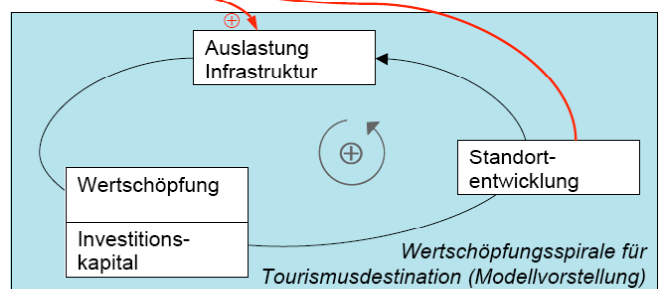 Auslastung
Infrastruktur
Standort-
entwicklung
Wertschöpfung
Investitions-
kapital
Wertschöpfungsspirale für
Tourismusdestination (Modellvorstellung)